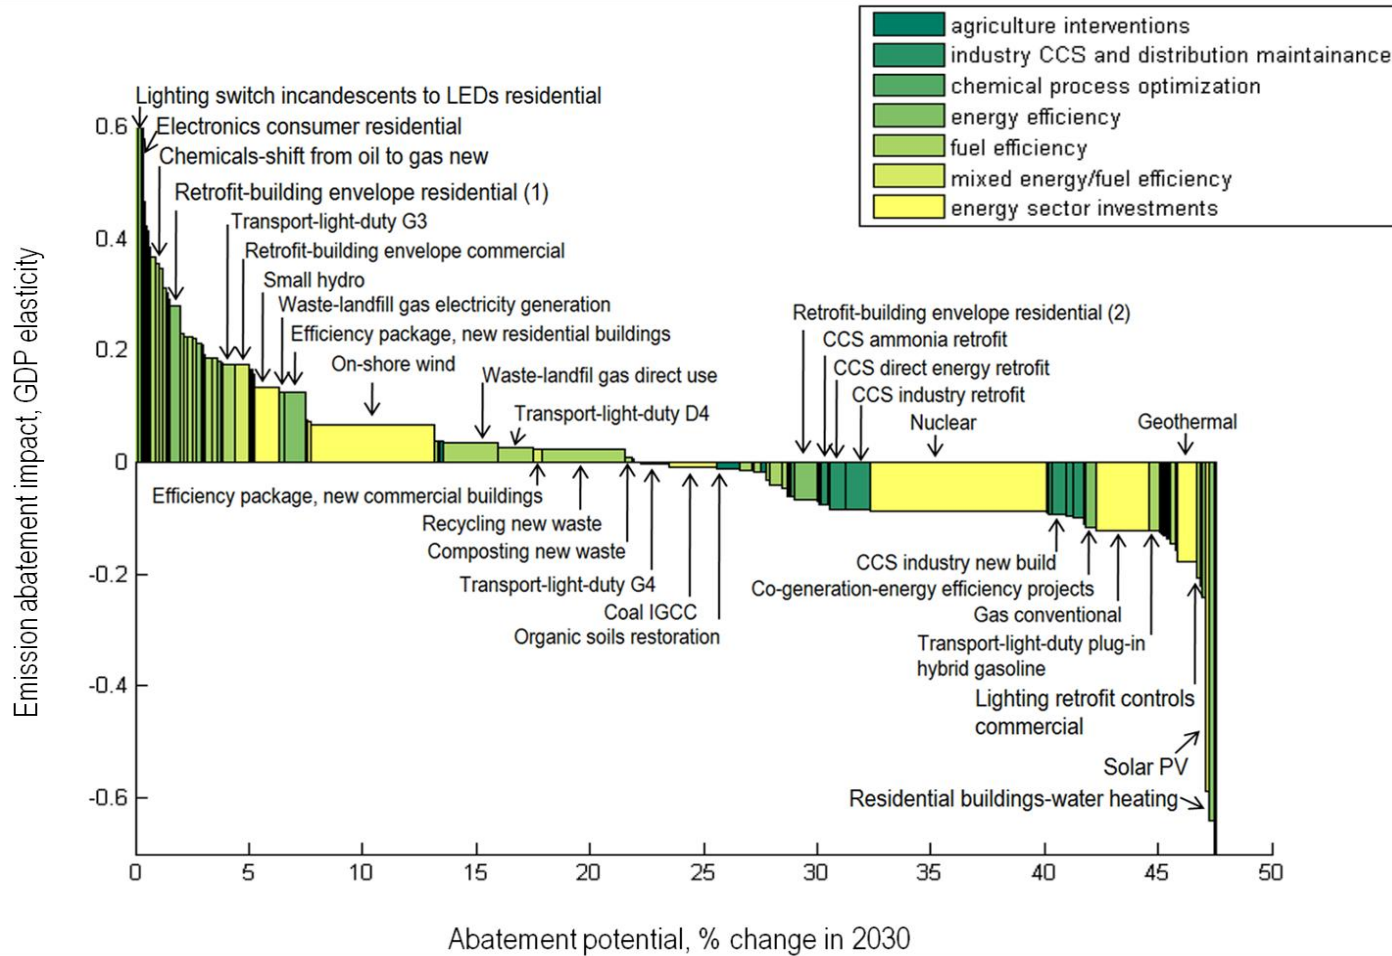 agriculture interventions
industry CCS and distribution maintainance
chemical process optimization
energy efficiency
fuel efficiency
mixed energy/fuel efficiency
energy sector investments
Lighting switch incandescents to LEDs residential
Electronics consumer residential
Chemicals-shift from oil to gas new
Retrofit-building envelope residential (1)
Transport-light-duty G3
Retrofit-building envelope commercial
Small hydro
Waste-landfill gas electricity generation
Efficiency package, new residential buildings
On-shore wind
Waste-landfil gas direct use
Transport-light-duty D4
Retrofit-building envelope residential (2)
CCS ammonia retrofit
CCS direct energy retrofit
CCS industry retrofit
Nuclear
Geothermal
Efficiency package, new commercial buildings
Recycling new waste
Composting new waste
Transport-light-duty G4
Coal IGCC
Organic soils restoration
CCS industry new build
Co-generation-energy efficiency projects
Gas conventional
Transport-light-duty plug-in
hybrid gasoline
Lighting retrofit controls
commercial
Solar PV
Residential buildings-water heating
Emission abatement impact, GDP elasticity
0.6
0.4
0.2
0
-0.2
-0.4
-0.6
0 5 10 15 20 25 30 35 40 45 50
Abatement potential, % change in 2030